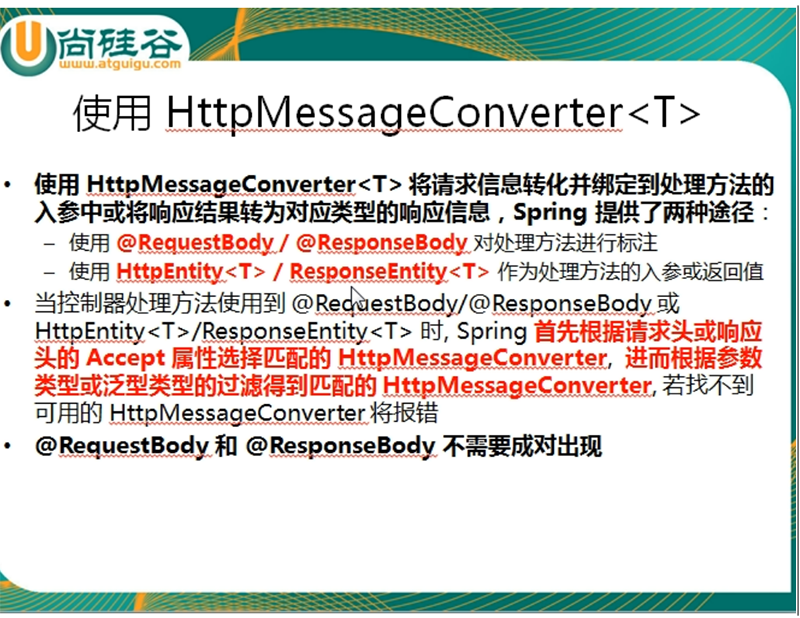 尚硅谷
www.atguigu.com
使用 HttpMessageConverter<T>
• 使用 HttpMessageConverter<T> 将请求信息转化并绑定到处理方法的
入参中或将响应结果转为对应类型的响应信息，Spring 提供了两种途径：
– 使用 @RequestBody / @ResponseBody 对处理方法进行标注
– 使用 HttpEntity<T> / ResponseEntity<T> 作为处理方法的入参或返回值
• 当控制器处理方法使用到 @RequestBody/@ResponseBody 或
HttpEntity<T>/ResponseEntity<T> 时, Spring 首先根据请求头或响应
头的 Accept 属性选择匹配的 HttpMessageConverter, 进而根据参数
类型或泛型类型的过滤得到匹配的 HttpMessageConverter, 若找不到
可用的 HttpMessageConverter 将报错
• @RequestBody 和 @ResponseBody 不需要成对出现